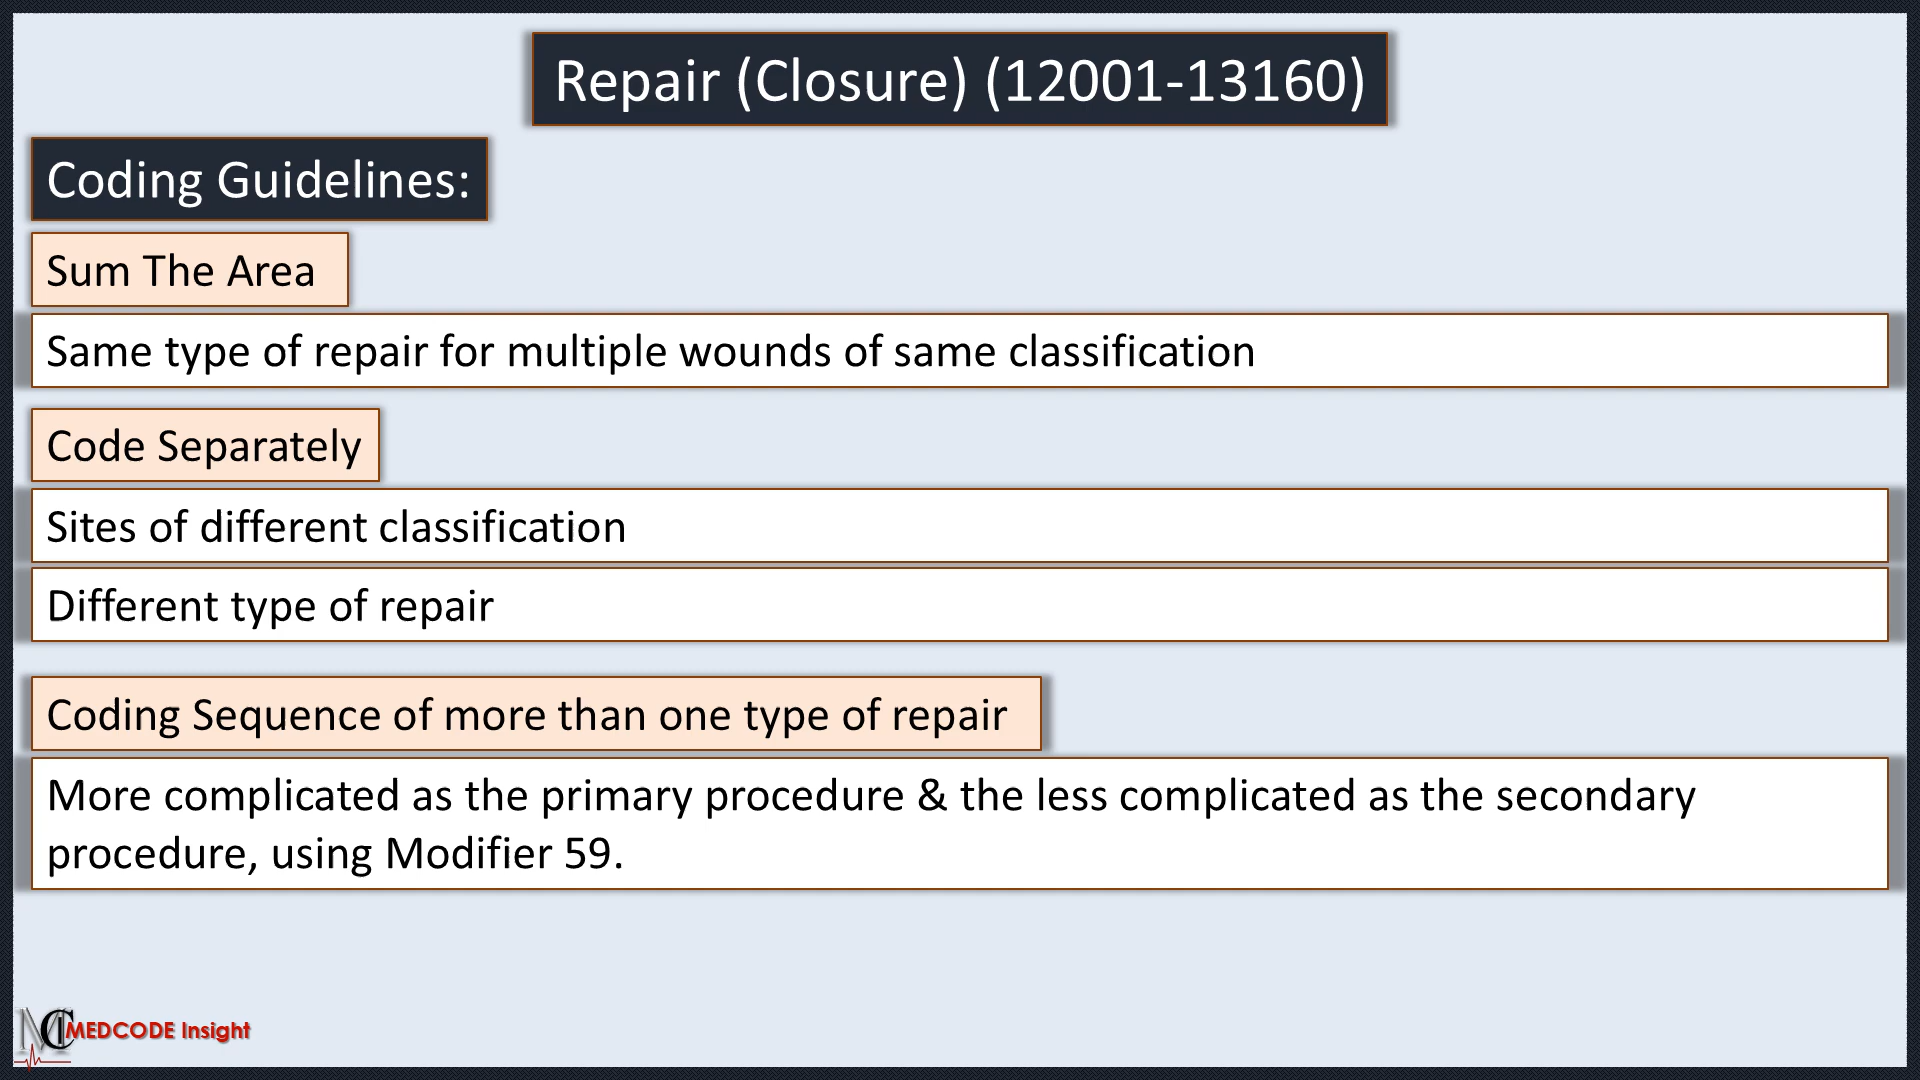 Repair (Closure) (12001-13160)
Coding Guidelines:
Sum The Area
Same type of repair for multiple wounds of same classification
Code Separately
Sites of different classification
Different type of repair
Coding Sequence of more than one type of repair
More complicated as the primary procedure & the less complicated as the secondary
procedure, using Modifier 59.
MC MEDCODE Insight